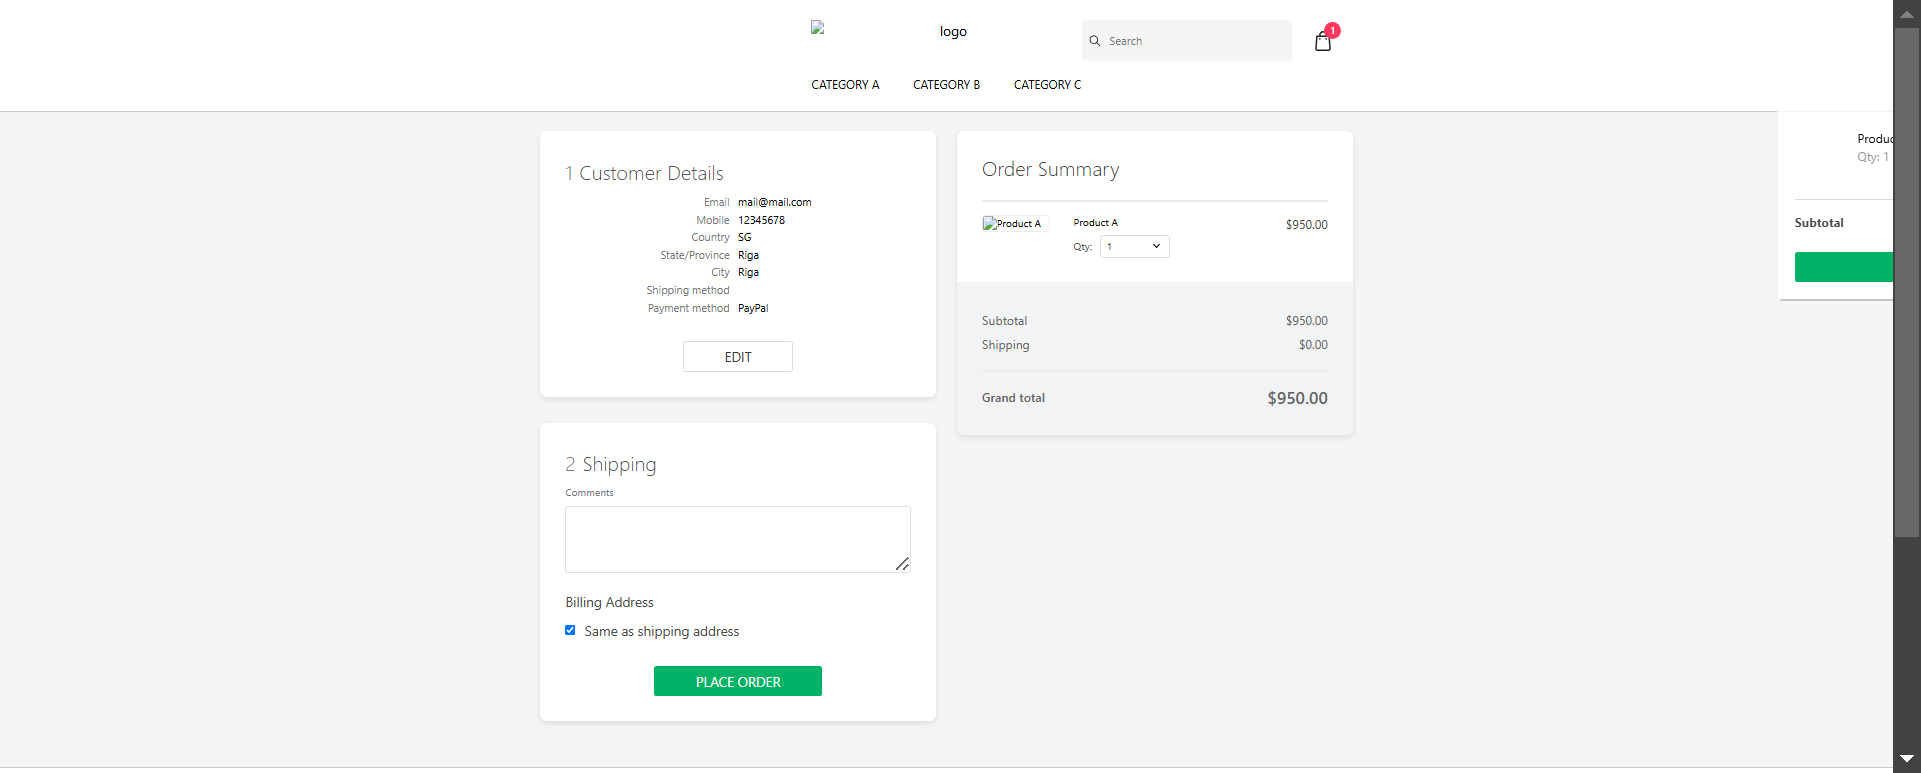 logo
Search
1
CATEGORY A
CATEGORY B
CATEGORY C
1 Customer Details
Email mail@mail.com
Mobile 12345678
Country SG
State/Province Riga
City Riga
Shipping method
Payment method PayPal
EDIT
2 Shipping
Comments
Billing Address
Same as shipping address
PLACE ORDER
Order Summary
Product A
Product A
$950.00
Qty: 1
Subtotal $950.00
Shipping $0.00
Grand total $950.00
Produc
Qty: 1
Subtotal